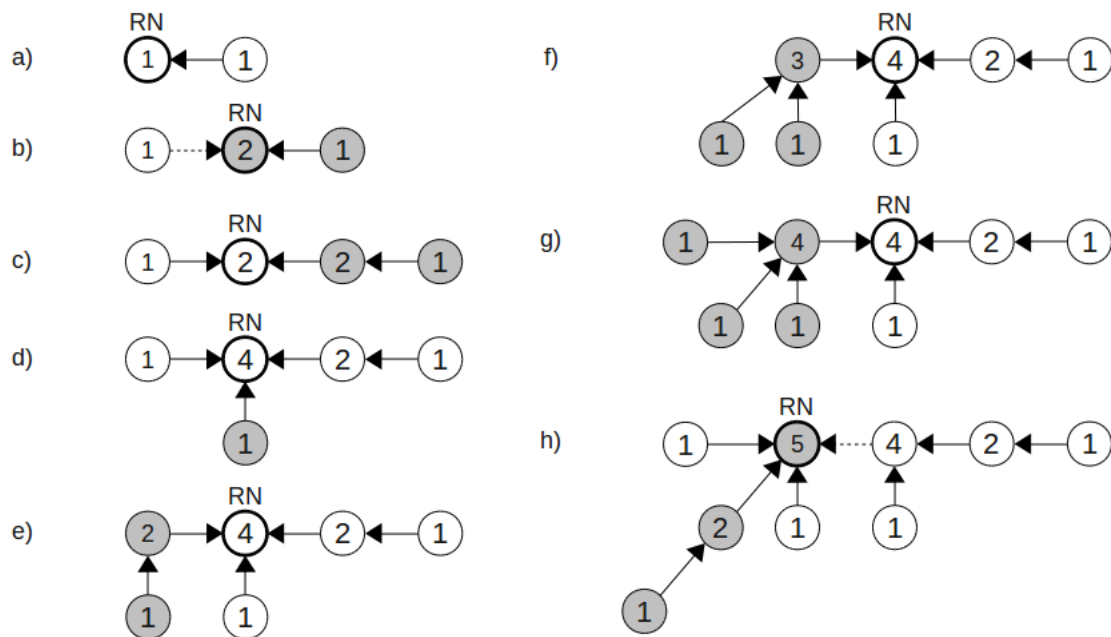 RN
a) 1 1
RN
b) 1 2 1
RN
c) 1 2 2 1
RN
d) 1 4 2 1
1
RN
e) 2 4 2 1
1 1
RN
f) 3 4 2 1
1 1 1
RN
g) 1 4 4 2 1
1 1 1
RN
h) 1 5 4 2 1
2 1 1
1